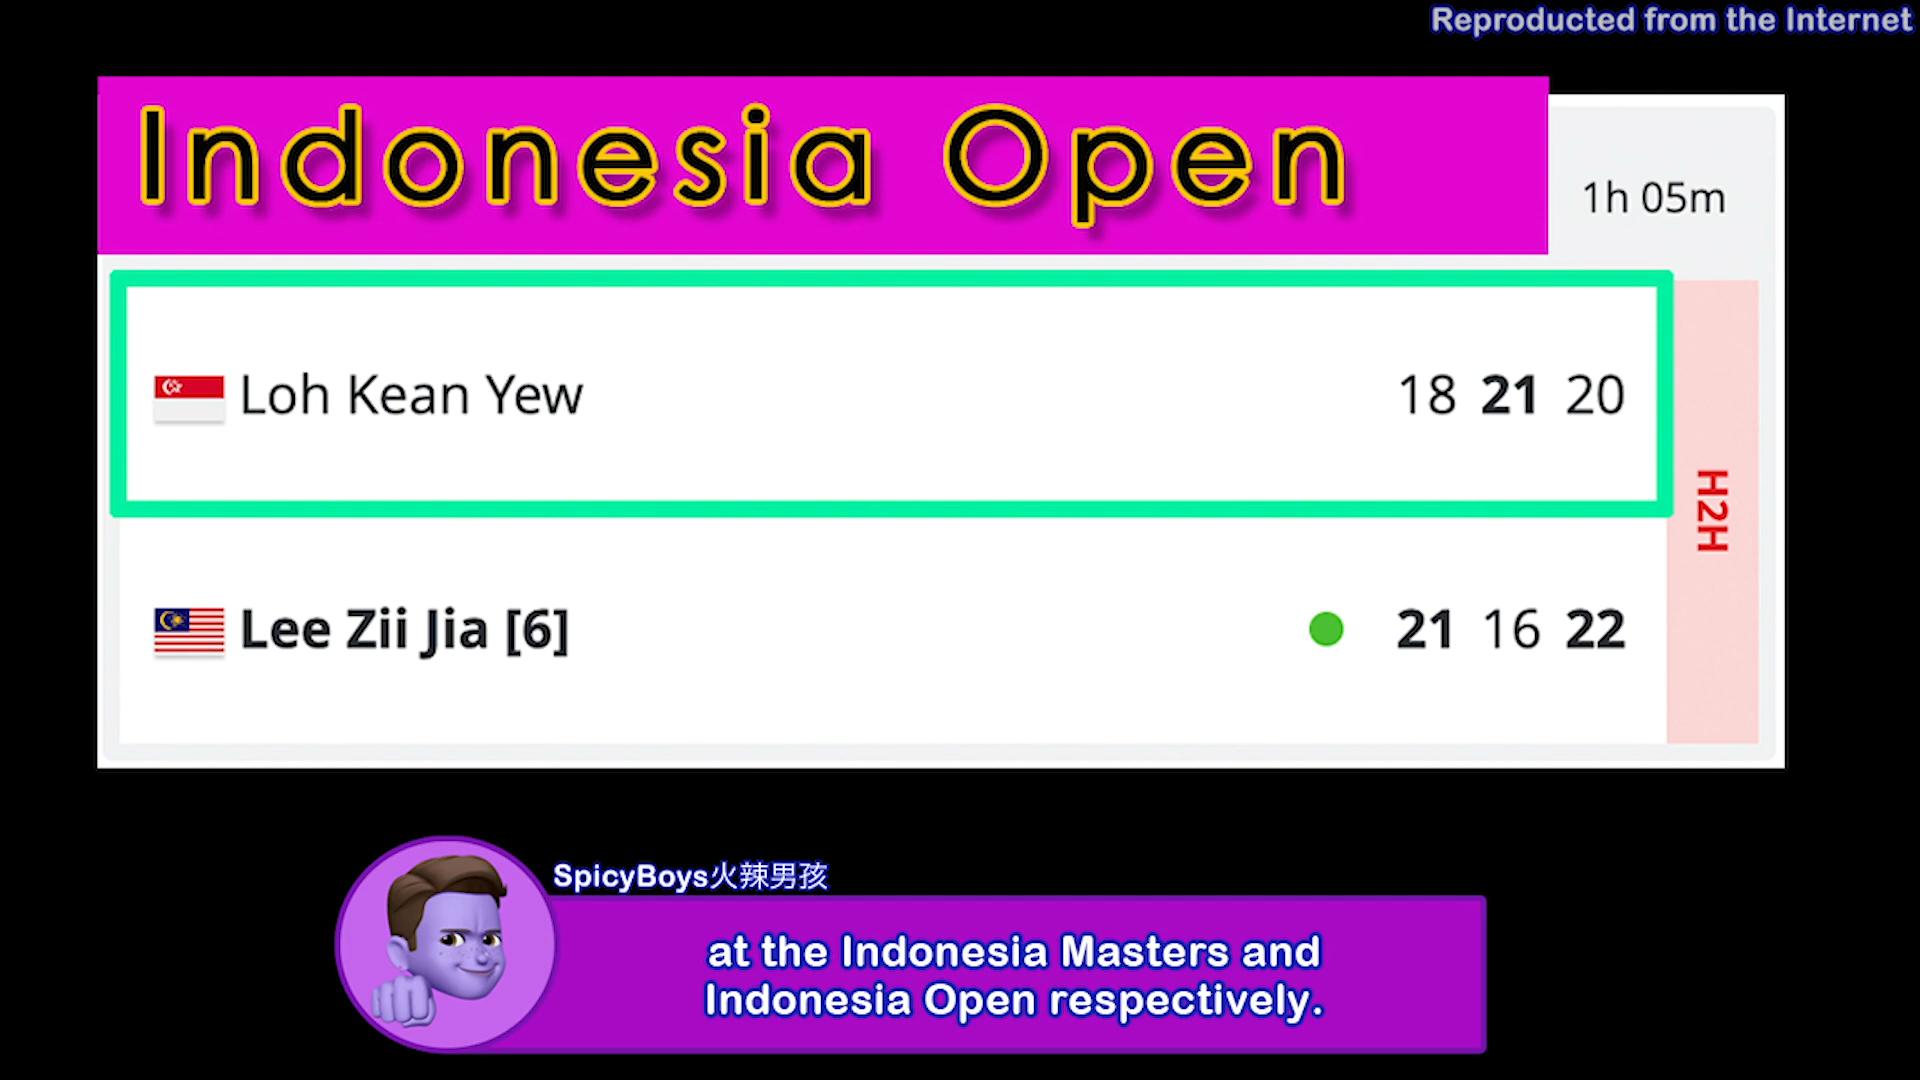 Reproducted from the Internet
Indonesia Open
1h 05m
Loh Kean Yew 18 21 20
H2H
Lee Zii Jia [6] 21 16 22
SpicyBoys火辣男孩
at the Indonesia Masters and
Indonesia Open respectively.